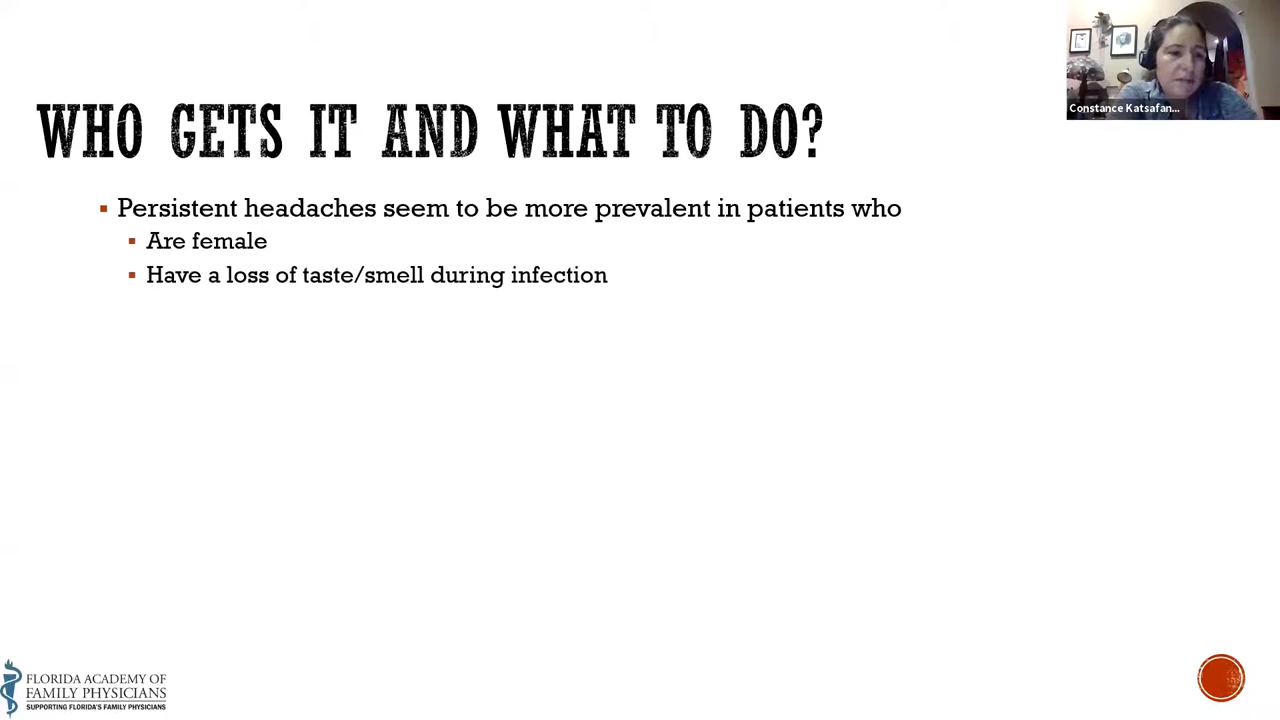 Constance Katsafan...
WHO GETS IT AND WHAT TO DO?
Persistent headaches seem to be more prevalent in patients who
Are female
Have a loss of taste/smell during infection
FLORIDA ACADEMY OF
FAMILY PHYSICIANS
SUPPORTING FLORIDA'S FAMILY PHYSICIANS